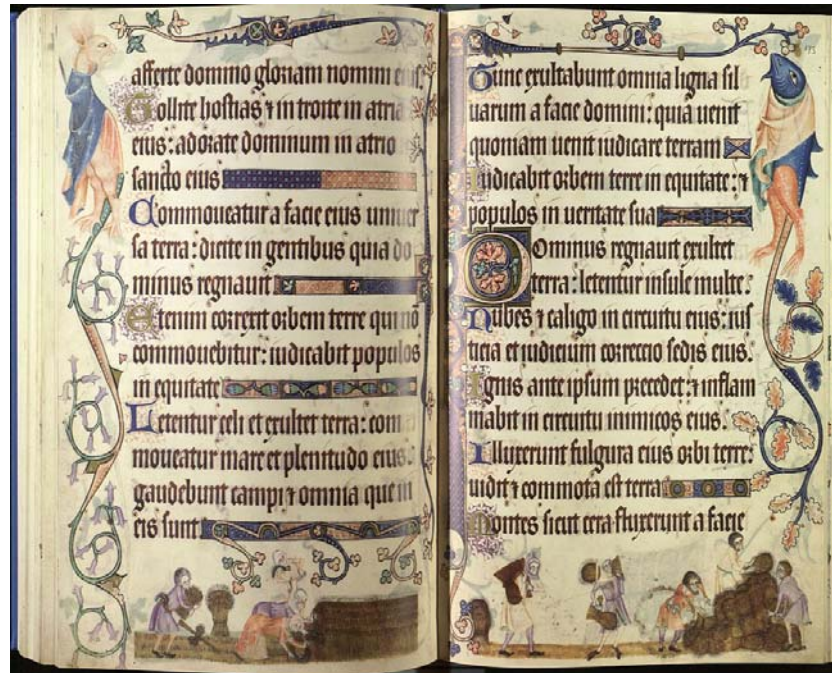 afferte domino gloriam nomini eius.
Tollite hostias ⁊ in troite in atria
eius: adorate dominum in atrio
sancto eius
Commoueatur a facie eius uniuer
sa terra: dicite in gentibus quia do
minus regnauit
Etenim correxit orbem terre qui nō
commouebitur: iudicabit populos
in equitate
Letentur celi et exultet terra: com
moueatur mare et plenitudo eius.
gaudebunt campi ⁊ omnia que in
eis sunt
Tunc exultabunt omnia ligna sil
uarum a facie domini: quia uenit
quoniam uenit iudicare terram
Iudicabit orbem terre in equitate: ⁊
populos in ueritate sua
Dominus regnauit exultet
terra: letentur insule multe.
Nubes ⁊ caligo in circuitu eius: ius
ticia et iudicium correccio sedis eius.
Ignis ante ipsum precedet: ⁊ inflam
mabit in circuitu inimicos eius.
Illuxerunt fulgura eius orbi terre:
uidit ⁊ commota est terra
Montes sicut cera fluxerunt a facie